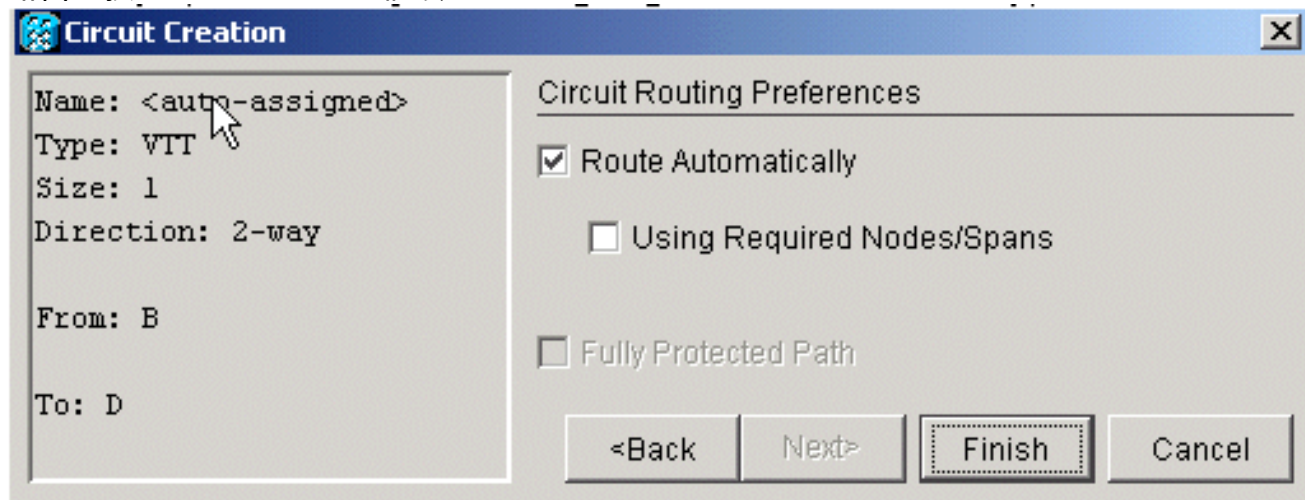 Circuit Creation
Name: <auto-assigned>
Type: VTT
Size: 1
Direction: 2-way
From: B
To: D
Circuit Routing Preferences
Route Automatically
Using Required Nodes/Spans
Fully Protected Path
<Back
Next>
Finish
Cancel